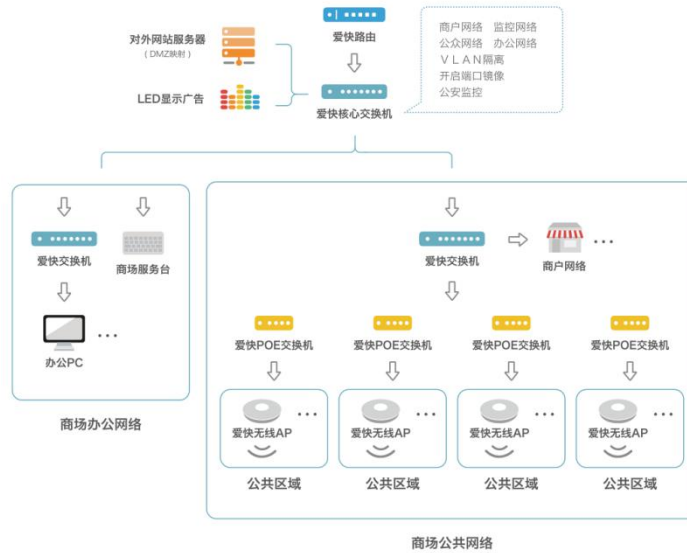 爱快路由
对外网站服务器
（DMZ映射）
LED显示广告
爱快核心交换机
商户网络 监控网络
公众网络 办公网络
VLAN隔离
开启端口镜像
公安监控
爱快交换机
商场服务台
办公PC
商场办公网络
爱快交换机
商户网络
爱快POE交换机
爱快POE交换机
爱快POE交换机
爱快POE交换机
爱快无线AP
爱快无线AP
爱快无线AP
爱快无线AP
公共区域
公共区域
公共区域
公共区域
商场公共网络